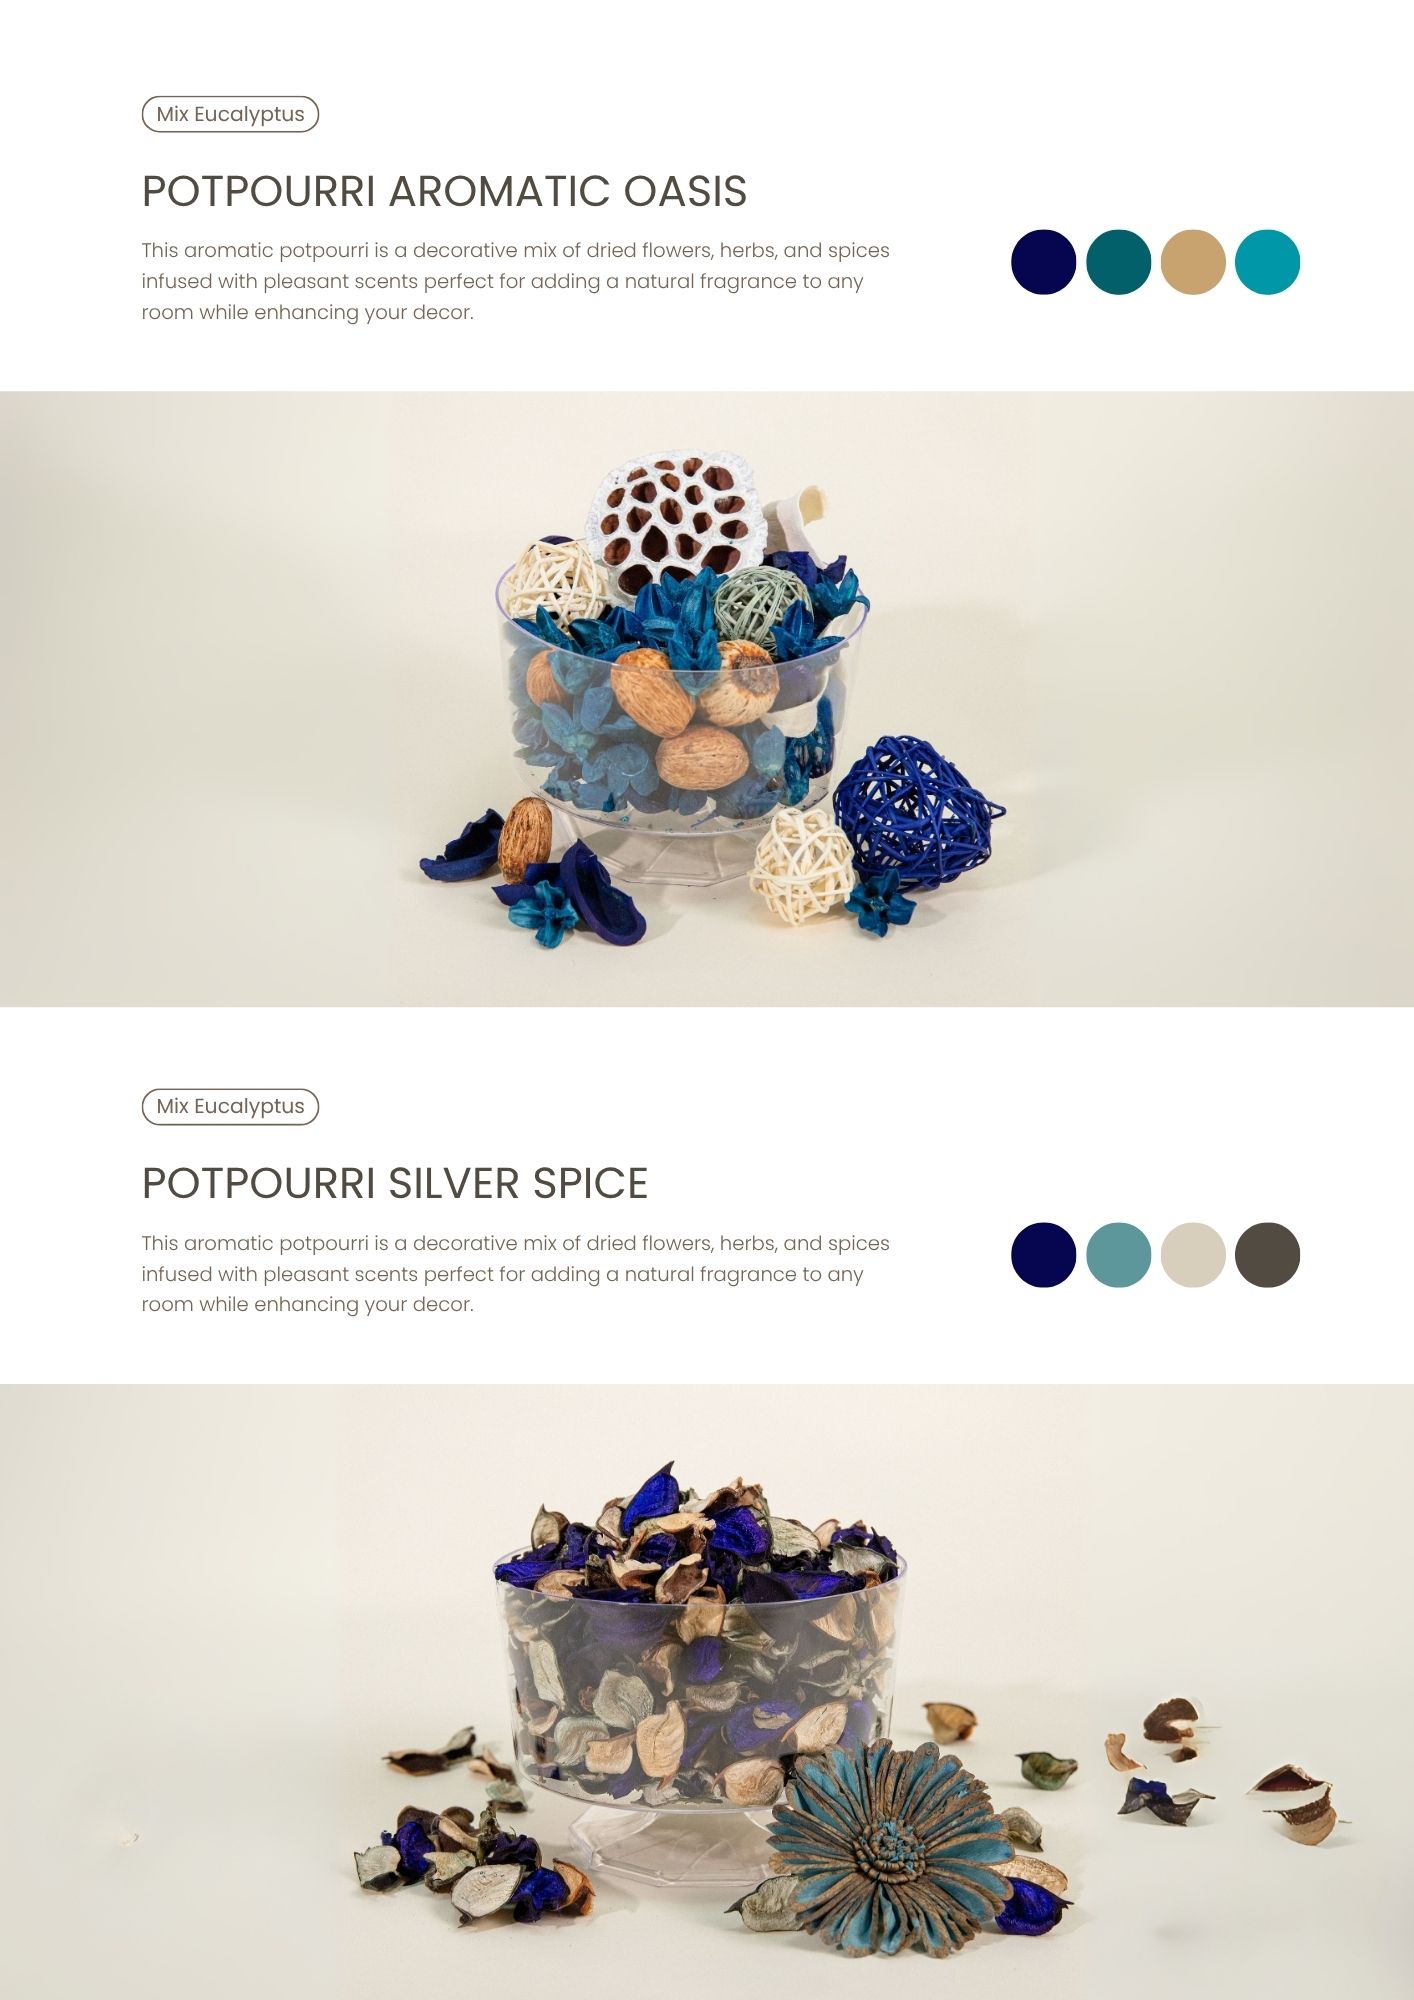 Mix Eucalyptus
POTPOURRI AROMATIC OASIS
This aromatic potpourri is a decorative mix of dried flowers, herbs, and spices
infused with pleasant scents perfect for adding a natural fragrance to any
room while enhancing your decor.
Mix Eucalyptus
POTPOURRI SILVER SPICE
This aromatic potpourri is a decorative mix of dried flowers, herbs, and spices
infused with pleasant scents perfect for adding a natural fragrance to any
room while enhancing your decor.